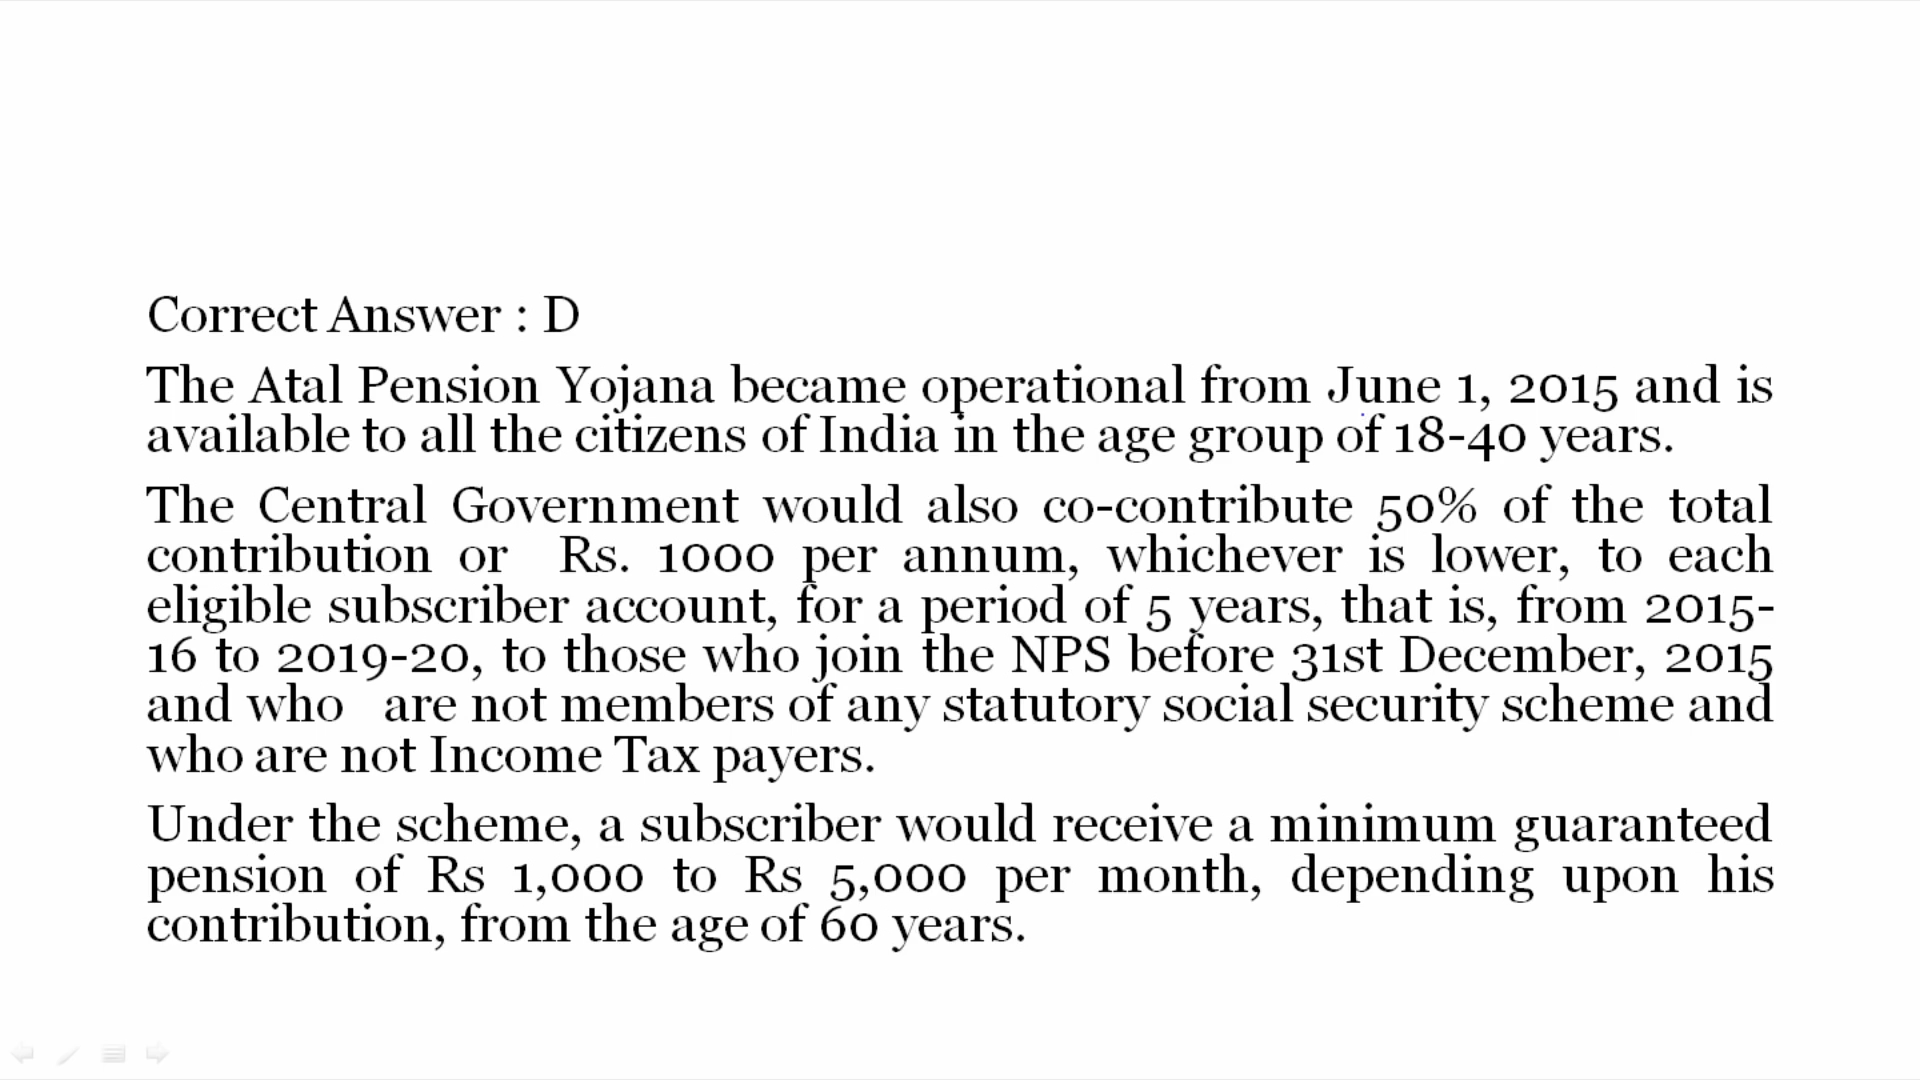 Correct Answer : D
The Atal Pension Yojana became operational from June 1, 2015 and is
available to all the citizens of India in the age group of 18-40 years.
The Central Government would also co-contribute 50% of the total
contribution or Rs. 1000 per annum, whichever is lower, to each
eligible subscriber account, for a period of 5 years, that is, from 2015-
16 to 2019-20, to those who join the NPS before 31st December, 2015
and who are not members of any statutory social security scheme and
who are not Income Tax payers.
Under the scheme, a subscriber would receive a minimum guaranteed
pension of Rs 1,000 to Rs 5,000 per month, depending upon his
contribution, from the age of 60 years.